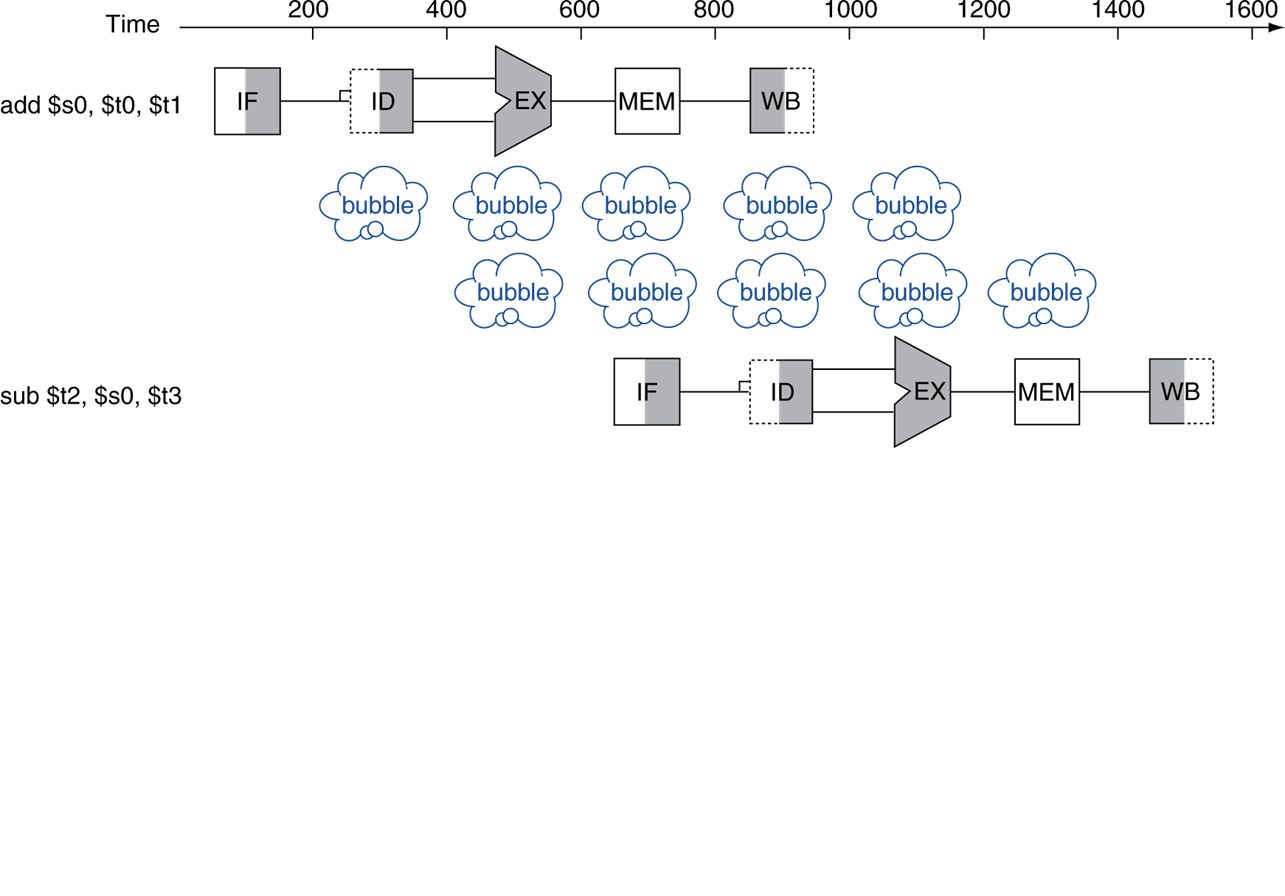 Time 200 400 600 800 1000 1200 1400 1600
add $s0, $t0, $t1 IF ID EX MEM WB
bubble bubble bubble bubble bubble
bubble bubble bubble bubble bubble
sub $t2, $s0, $t3 IF ID EX MEM WB